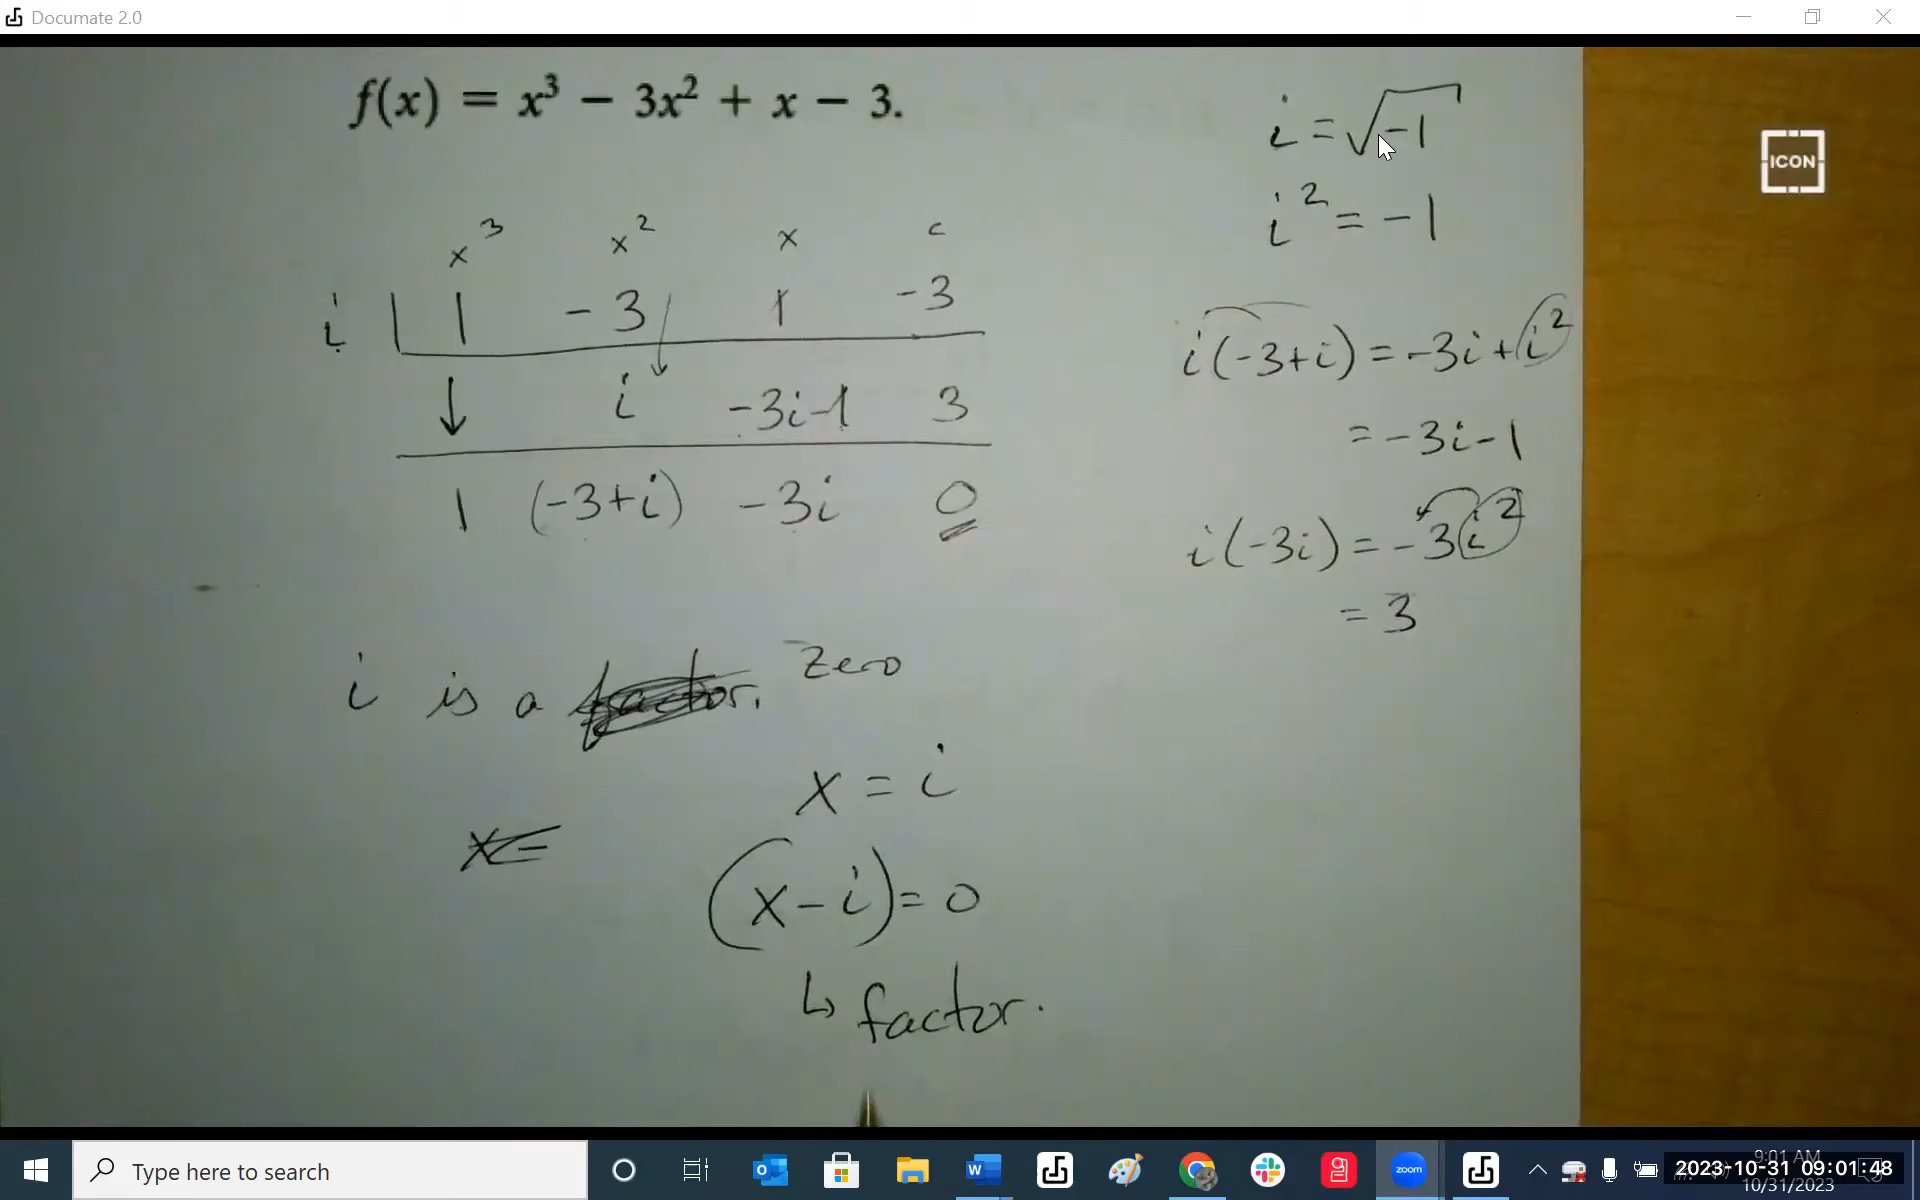 Documate 2.0
f(x) = x³ − 3x² + x − 3.
i = √-1
ICON
i² = -1
x³ x² x c
i | 1 -3 1 -3
i -3i-1 3
1 (-3+i) -3i 0
i(-3+i) = -3i + i²
= -3i-1
i(-3i) = -3i²
= 3
i is a factor. Zero
x = i
x=
(x-i) = 0
↳ factor.
Type here to search
zoom
9:01 AM
2023-10-31 09:01:48
10/31/2023